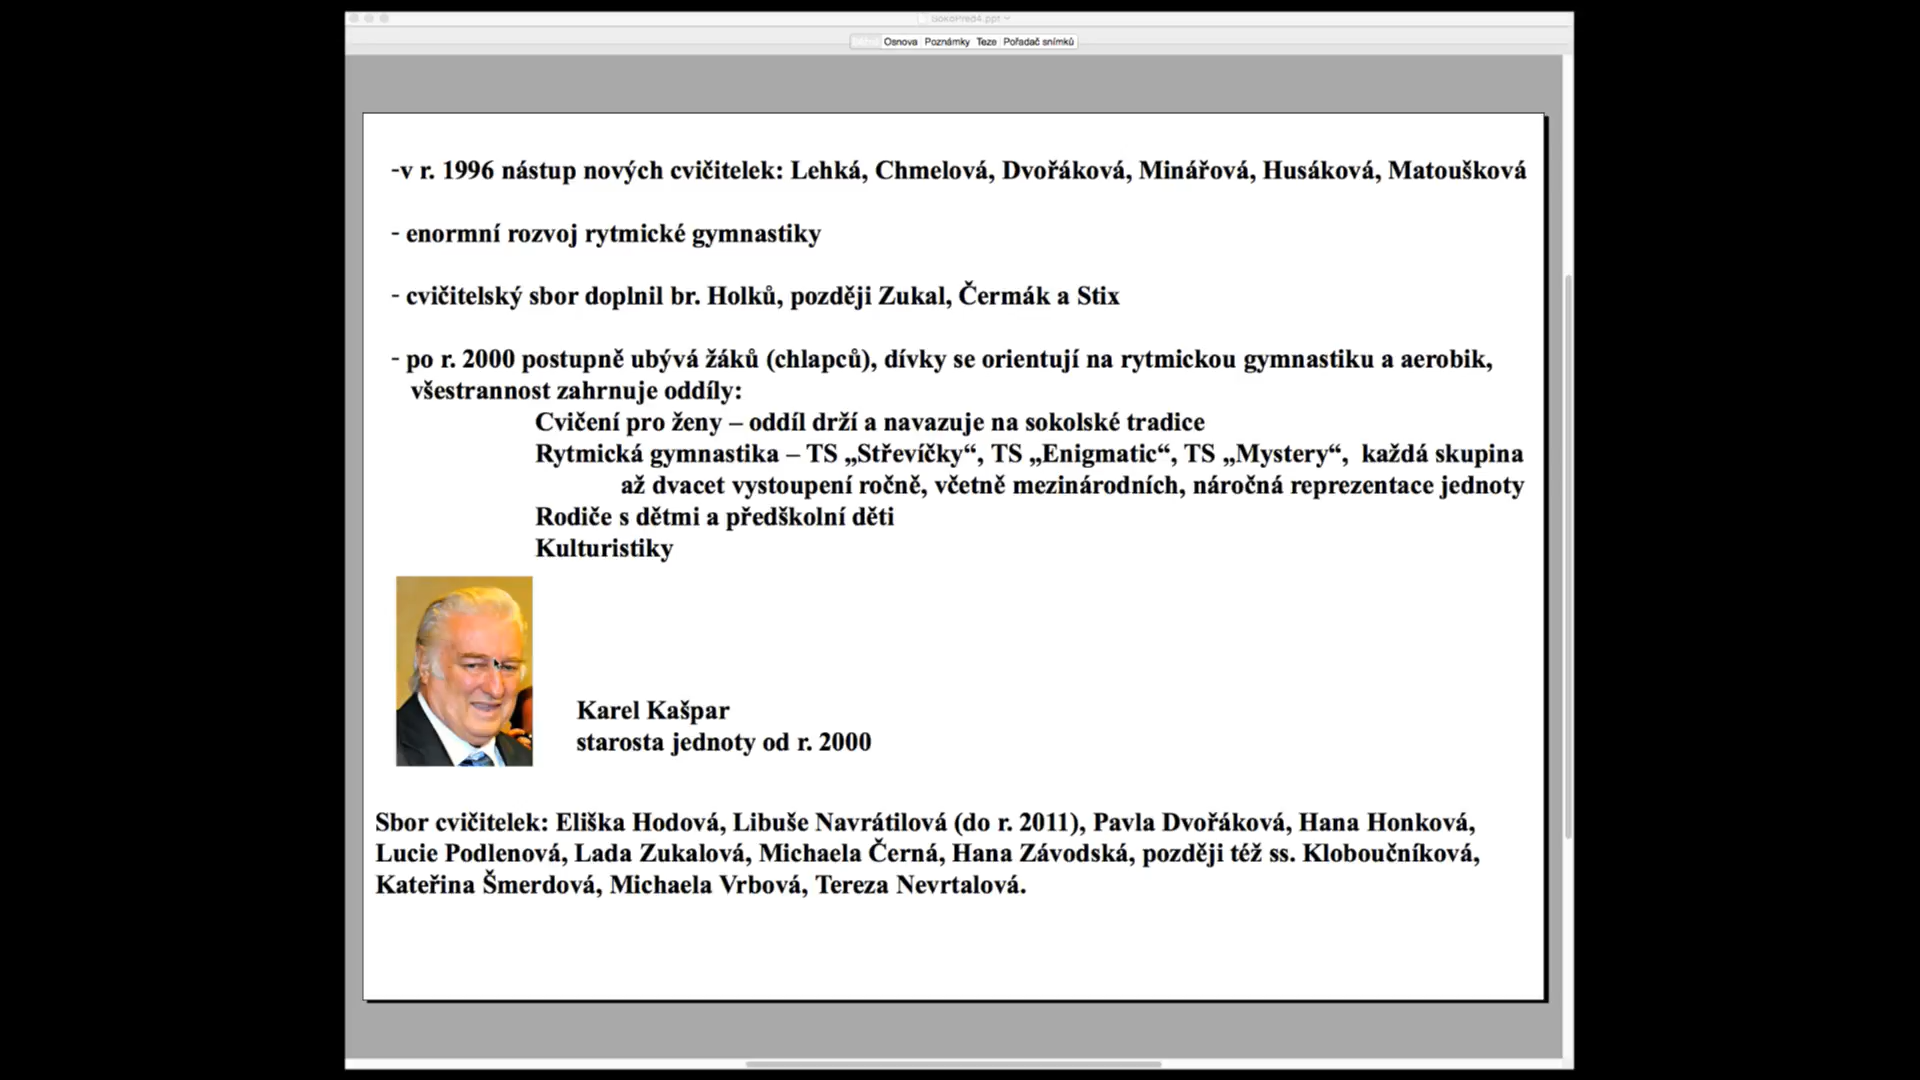 SokoPred4.ppt
Osnova Poznámky Teze Pořadač snímků
-v r. 1996 nástup nových cvičitelek: Lehká, Chmelová, Dvořáková, Minářová, Husáková, Matoušková
- enormní rozvoj rytmické gymnastiky
- cvičitelský sbor doplnil br. Holků, později Zukal, Čermák a Stix
- po r. 2000 postupně ubývá žáků (chlapců), dívky se orientují na rytmickou gymnastiku a aerobik,
všestrannost zahrnuje oddíly:
Cvičení pro ženy – oddíl drží a navazuje na sokolské tradice
Rytmická gymnastika – TS „Střevíčky“, TS „Enigmatic“, TS „Mystery“, každá skupina
až dvacet vystoupení ročně, včetně mezinárodních, náročná reprezentace jednoty
Rodiče s dětmi a předškolní děti
Kulturistiky
Karel Kašpar
starosta jednoty od r. 2000
Sbor cvičitelek: Eliška Hodová, Libuše Navrátilová (do r. 2011), Pavla Dvořáková, Hana Honková,
Lucie Podlenová, Lada Zukalová, Michaela Černá, Hana Závodská, později též ss. Kloboučníková,
Kateřina Šmerdová, Michaela Vrbová, Tereza Nevrtalová.